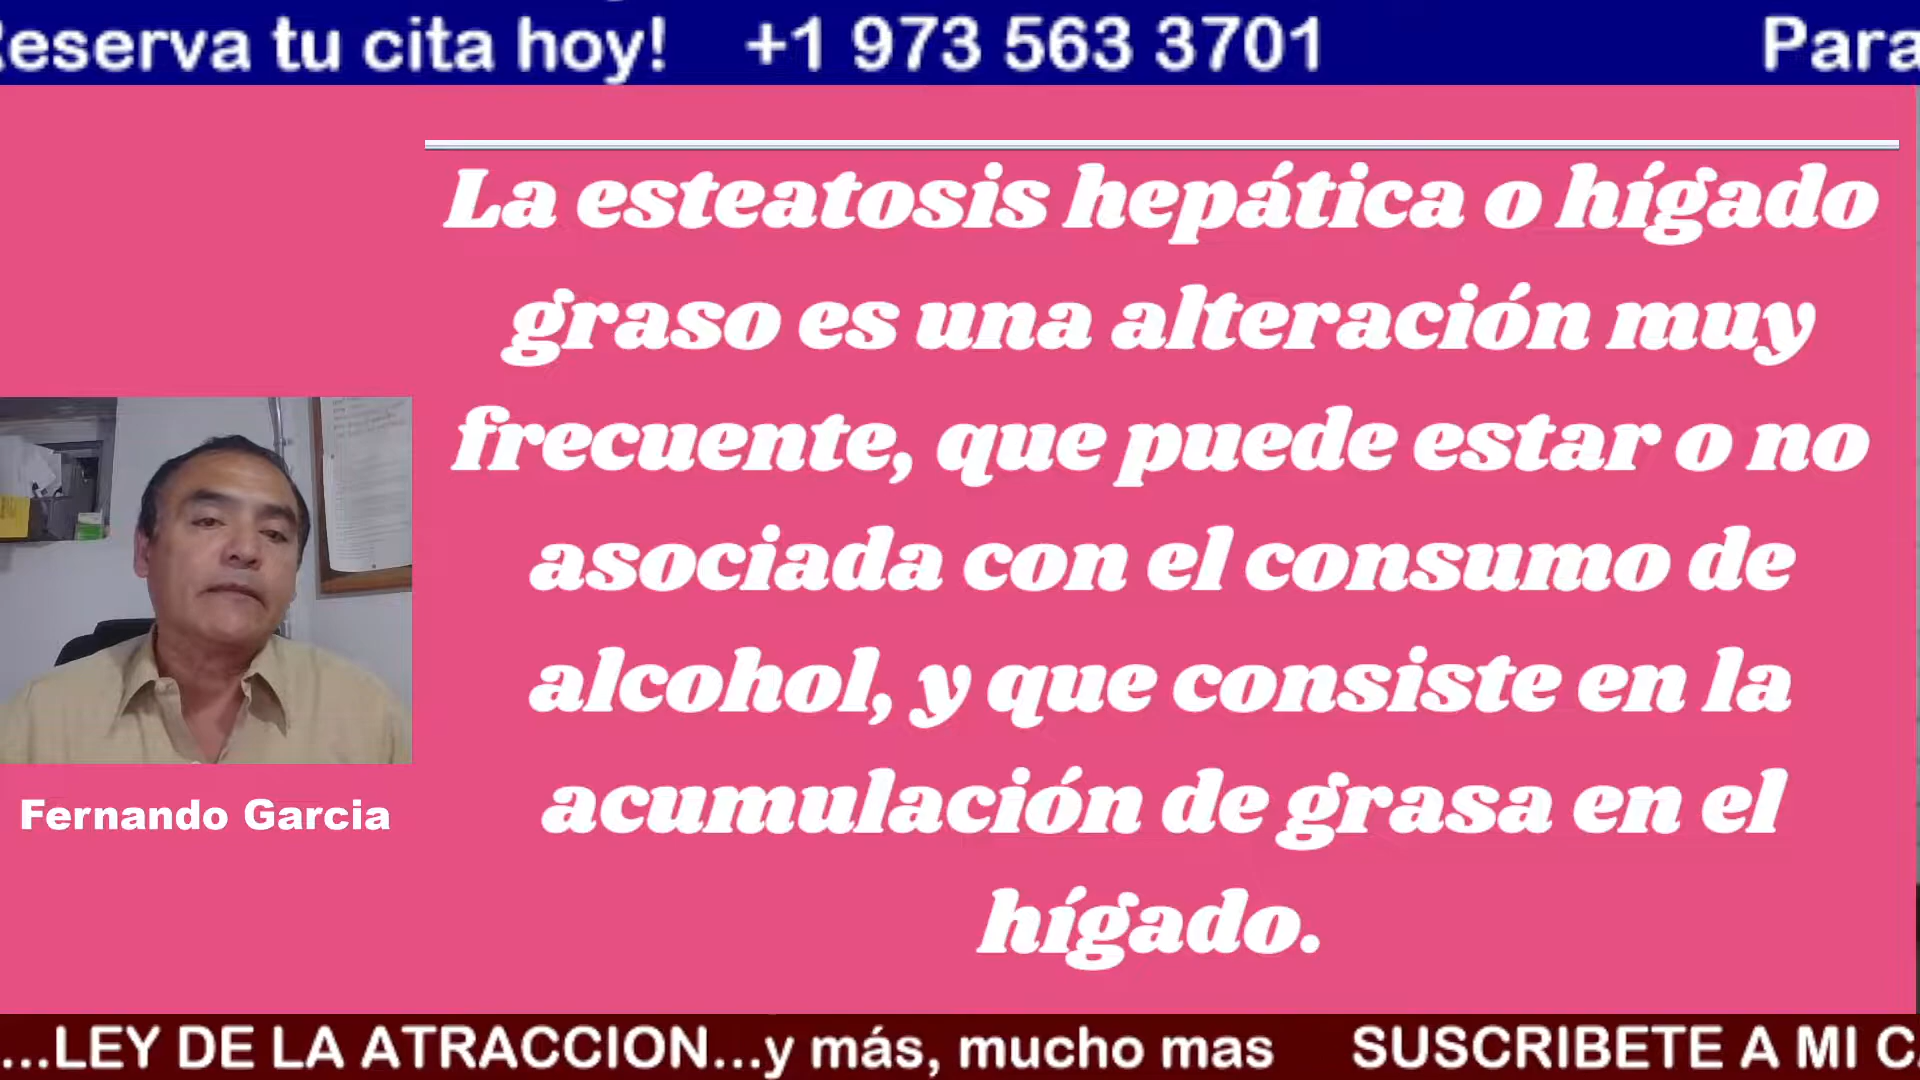 eserva tu cita hoy! +1 973 563 3701 Para
La esteatosis hepática o hígado
graso es una alteración muy
frecuente, que puede estar o no
asociada con el consumo de
alcohol, y que consiste en la
acumulación de grasa en el
hígado.
Fernando Garcia
...LEY DE LA ATRACCION...y más, mucho mas SUSCRIBETE A MI C